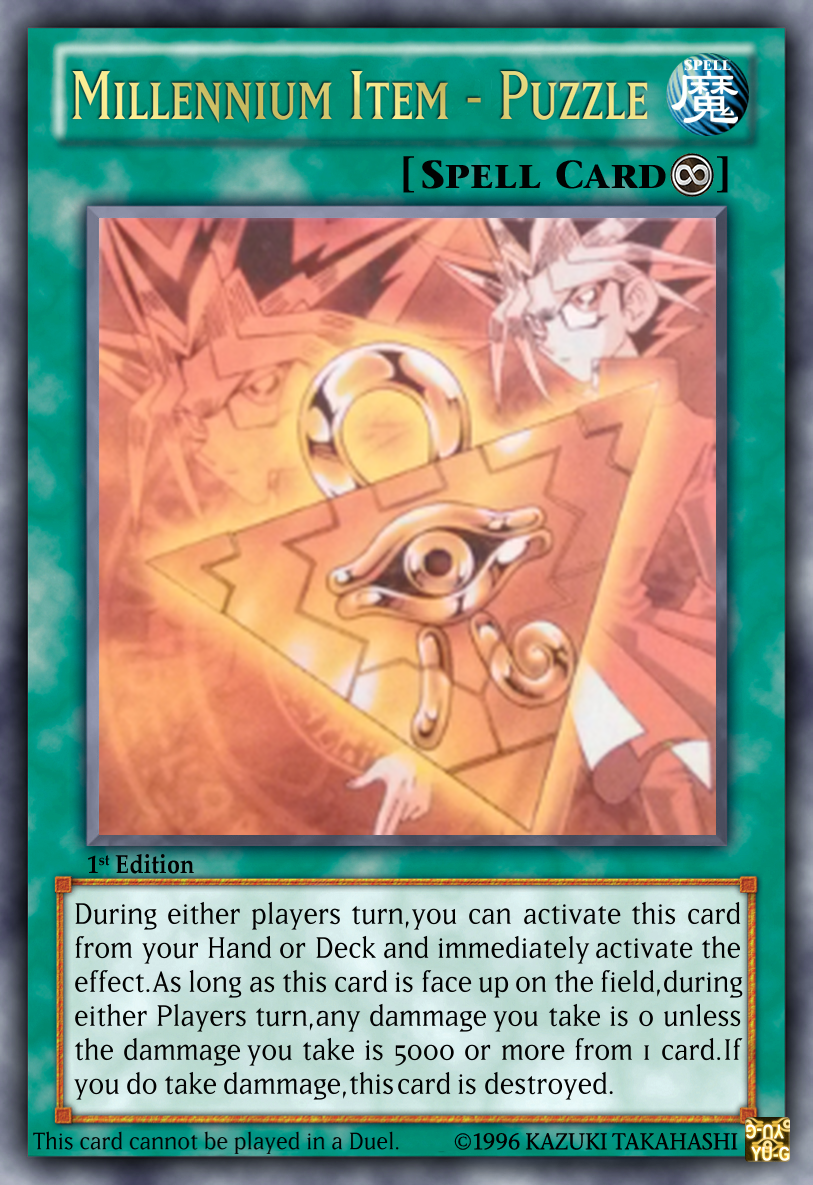 MILLENNIUM ITEM - PUZZLE
SPELL
魔
[SPELL CARD♾]
1st Edition
During either players turn,you can activate this card
from your Hand or Deck and immediately activate the
effect.As long as this card is face up on the field,during
either Players turn,any dammage you take is 0 unless
the dammage you take is 5000 or more from 1 card.If
you do take dammage,this card is destroyed.
This card cannot be played in a Duel.
©1996 KAZUKI TAKAHASHI